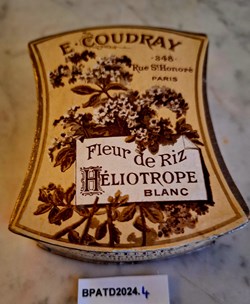 E. COUDRAY
348
Rue St Honoré
PARIS
Fleur de Riz
HÉLIOTROPE
BLANC
BPATD2024.4